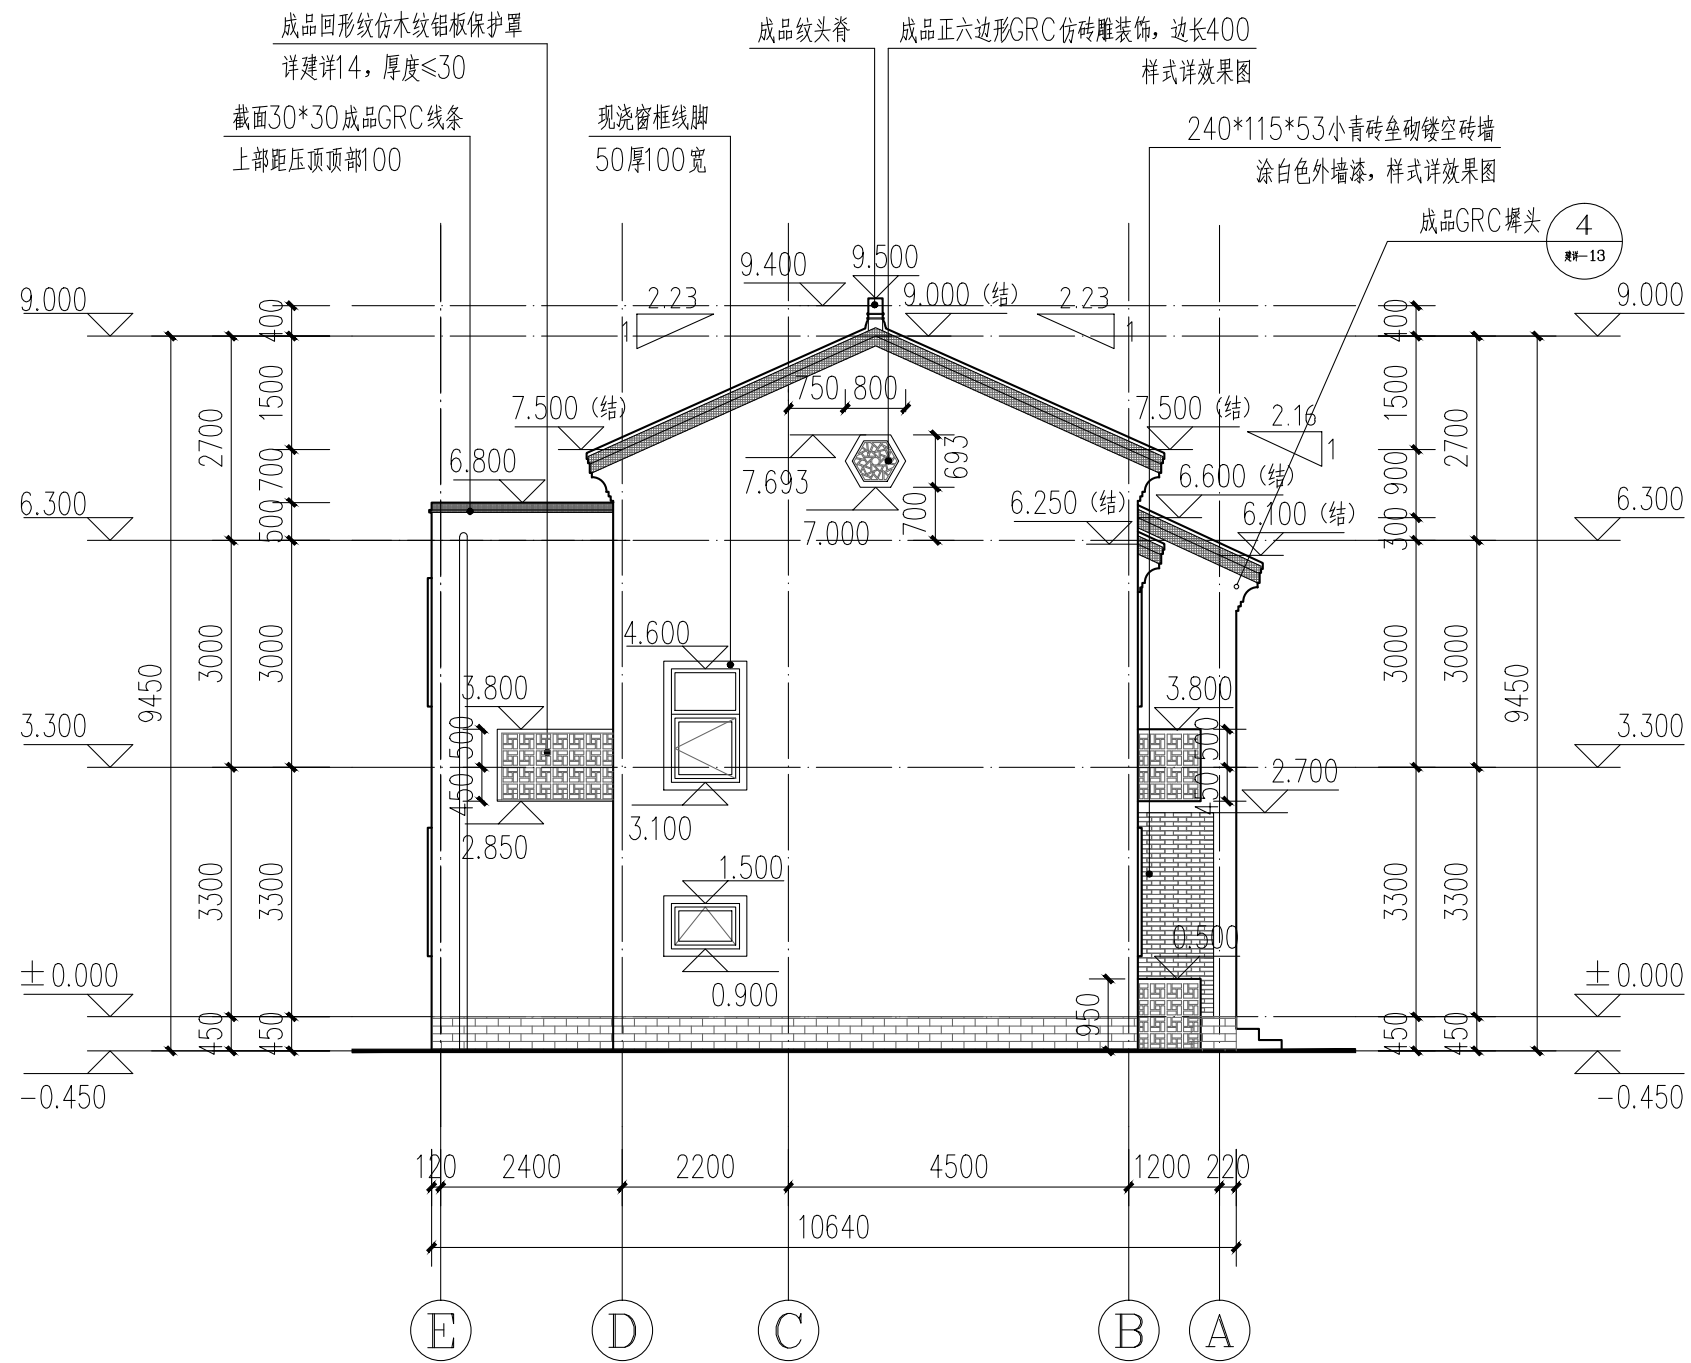 成品回形纹仿木纹铝板保护罩
详建详14，厚度≤30
截面30*30成品GRC线条
上部距压顶顶部100
现浇窗框线脚
50厚100宽
成品纹头脊
成品正六边形GRC仿砖雕装饰，边长400
样式详效果图
240*115*53小青砖垒砌镂空砖墙
涂白色外墙漆，样式详效果图
成品GRC墀头
4
建详-13
9.400
9.500
9.000
400
2.23
1
9.000（结）
2.23
1
400
9.000
2700
1500
7.500（结）
750
800
7.500（结）
2.16
1
1500
2700
6.800
700
7.693
693
6.600（结）
900
6.300
500
7.000
700
6.250（结）
6.100（结）
300
6.300
9450
3000
3000
4.600
3000
3000
9450
3.800
3.800
3.300
500
450
500
450
2.700
3.300
2.850
3.100
3300
3300
1.500
3300
3300
0.500
±0.000
0.900
950
±0.000
450
450
450
450
-0.450
-0.450
120
2400
2200
4500
1200
220
10640
E
D
C
B
A